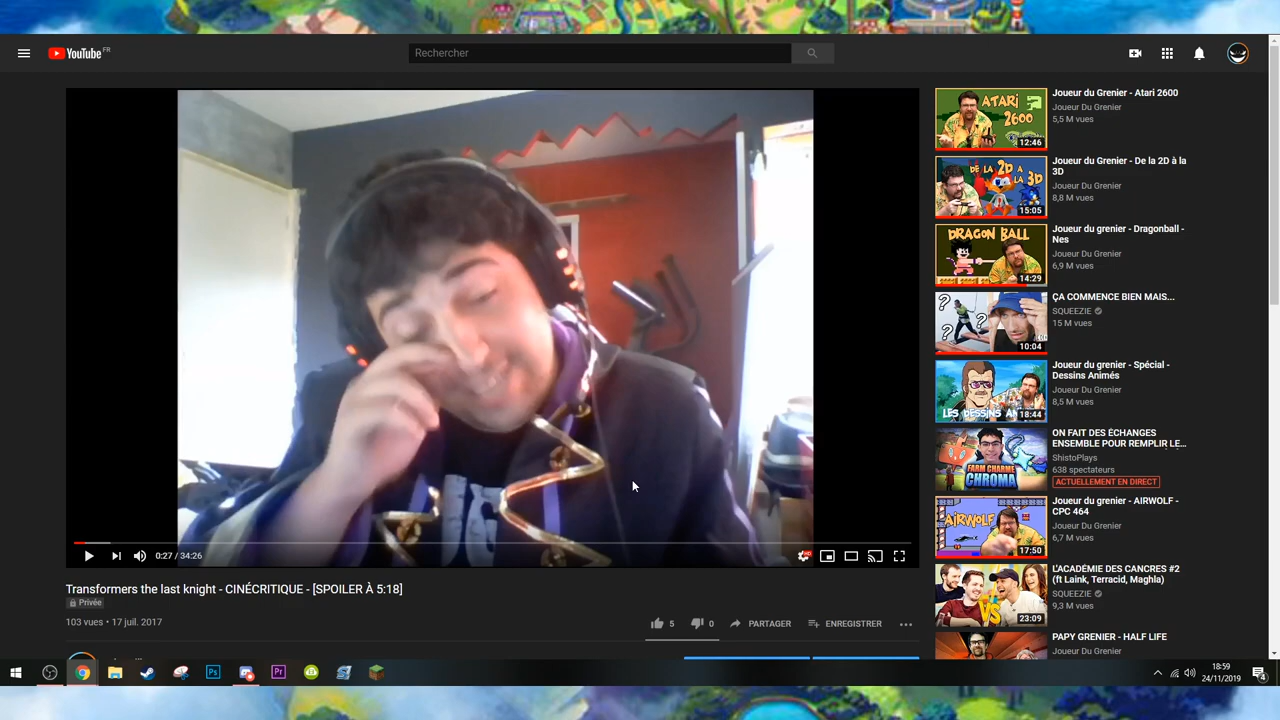 YouTube FR
Rechercher
ATARI
2600
12:46
Joueur du Grenier - Atari 2600
Joueur Du Grenier
5,5 M vues
DE LA 2D À
LA 3D
15:05
Joueur du Grenier - De la 2D à la
3D
Joueur Du Grenier
8,8 M vues
DRAGON BALL
14:29
Joueur du grenier - Dragonball -
Nes
Joueur Du Grenier
6,9 M vues
? ? ?
10:04
ÇA COMMENCE BIEN MAIS...
SQUEEZIE
15 M vues
LES DESSINS
18:44
Joueur du grenier - Spécial -
Dessins Animés
Joueur Du Grenier
8,5 M vues
FARM CHARME
CHROMA
ON FAIT DES ÉCHANGES
ENSEMBLE POUR REMPLIR LE...
ShistoPlays
638 spectateurs
ACTUELLEMENT EN DIRECT
AIRWOLF
17:50
Joueur du grenier - AIRWOLF -
CPC 464
Joueur Du Grenier
6,7 M vues
VS
23:09
L'ACADÉMIE DES CANCRES #2
(ft Laink, Terracid, Maghla)
SQUEEZIE
9,3 M vues
PAPY GRENIER - HALF LIFE
Joueur Du Grenier
0:27 / 34:26
HD
Transformers the last knight - CINÉCRITIQUE - [SPOILER À 5:18]
Privée
103 vues • 17 juil. 2017
5
0
PARTAGER
ENREGISTRER
Ps
Pr
18:59
24/11/2019
4